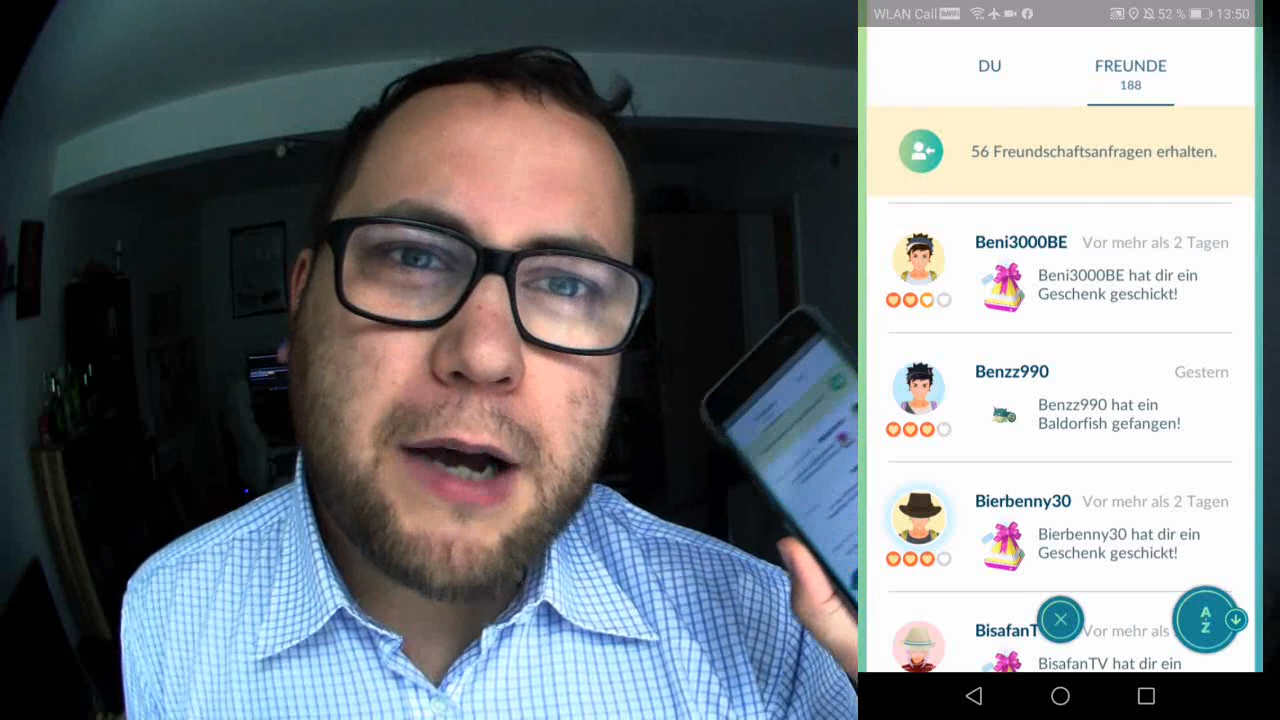 WLAN Call
52 %
13:50
DU
FREUNDE
188
56 Freundschaftsanfragen erhalten.
Beni3000BE
Vor mehr als 2 Tagen
Beni3000BE hat dir ein
Geschenk geschickt!
Benzz990
Gestern
Benzz990 hat ein
Baldorfish gefangen!
Bierbenny30
Vor mehr als 2 Tagen
Bierbenny30 hat dir ein
Geschenk geschickt!
BisafanT
Vor mehr als
BisafanTV hat dir ein
A
Z